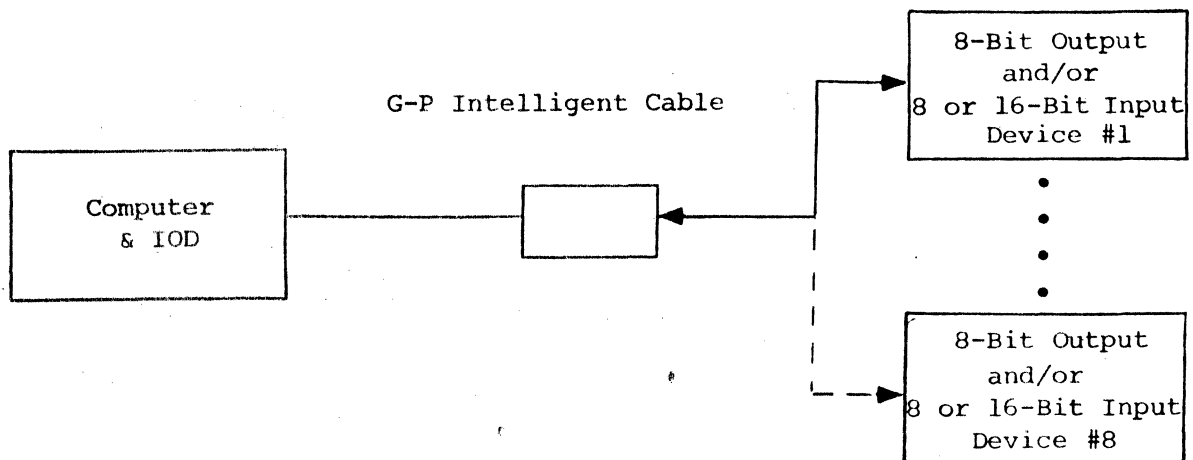 8-Bit Output
and/or
8 or 16-Bit Input
Device #1
G-P Intelligent Cable
Computer
& IOD
8-Bit Output
and/or
8 or 16-Bit Input
Device #8